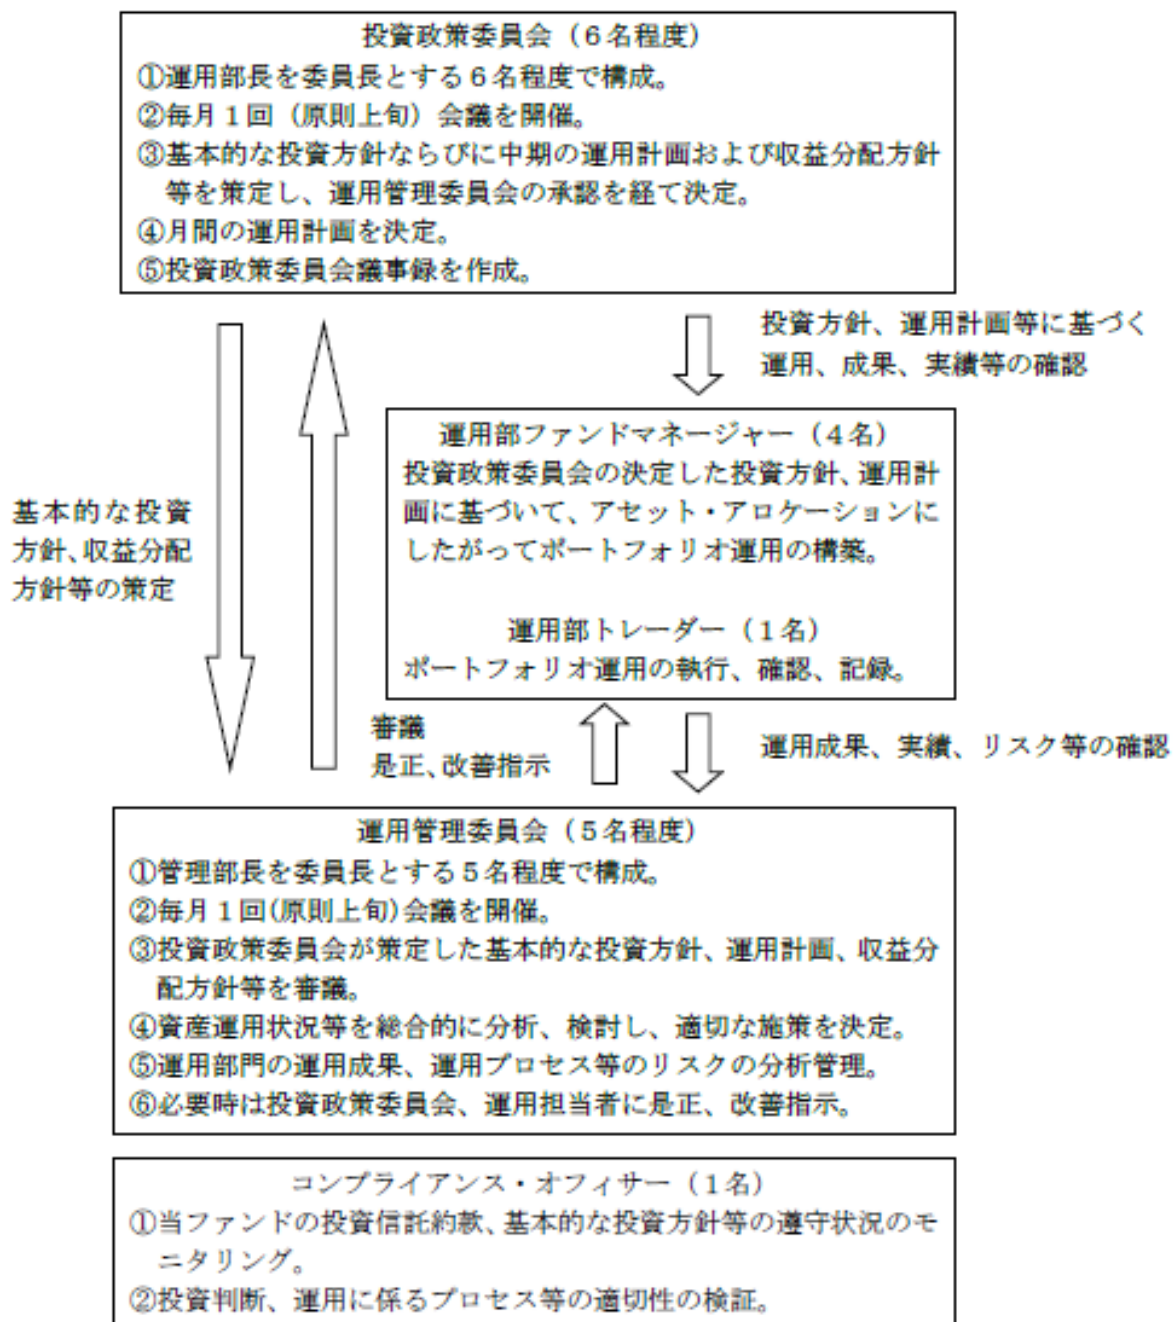 投資政策委員会（６名程度）
①運用部長を委員長とする６名程度で構成。
②毎月１回（原則上旬）会議を開催。
③基本的な投資方針ならびに中期の運用計画および収益分配方針
等を策定し、運用管理委員会の承認を経て決定。
④月間の運用計画を決定。
⑤投資政策委員会議事録を作成。
投資方針、運用計画等に基づく
運用、成果、実績等の確認
運用部ファンドマネージャー（４名）
投資政策委員会の決定した投資方針、運用計
画に基づいて、アセット・アロケーションに
したがってポートフォリオ運用の構築。
運用部トレーダー（１名）
ポートフォリオ運用の執行、確認、記録。
基本的な投資
方針、収益分配
方針等の策定
審議
是正、改善指示
運用成果、実績、リスク等の確認
運用管理委員会（５名程度）
①管理部長を委員長とする５名程度で構成。
②毎月１回(原則上旬)会議を開催。
③投資政策委員会が策定した基本的な投資方針、運用計画、収益分
配方針等を審議。
④資産運用状況等を総合的に分析、検討し、適切な施策を決定。
⑤運用部門の運用成果、運用プロセス等のリスクの分析管理。
⑥必要時は投資政策委員会、運用担当者に是正、改善指示。
コンプライアンス・オフィサー（１名）
①当ファンドの投資信託約款、基本的な投資方針等の遵守状況のモ
ニタリング。
②投資判断、運用に係るプロセス等の適切性の検証。